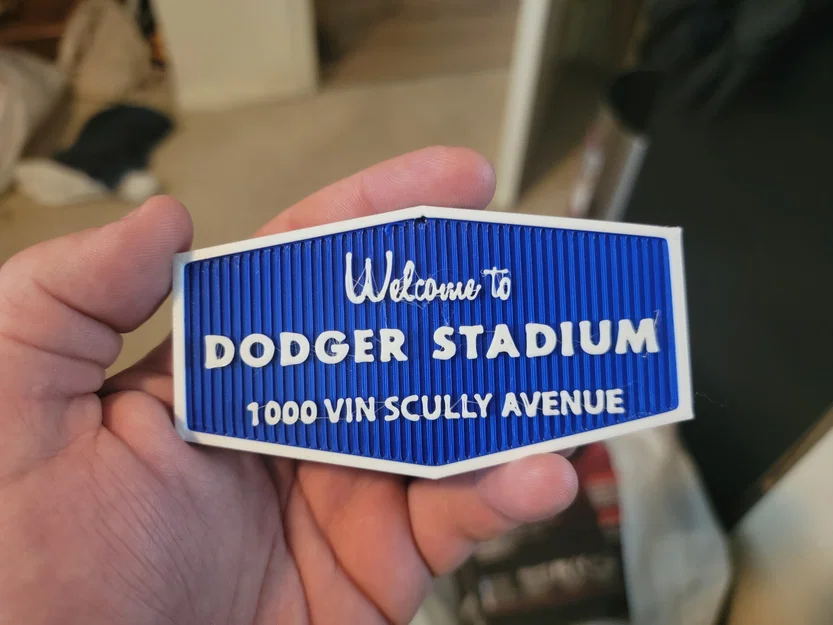 Welcome to
DODGER STADIUM
1000 VIN SCULLY AVENUE